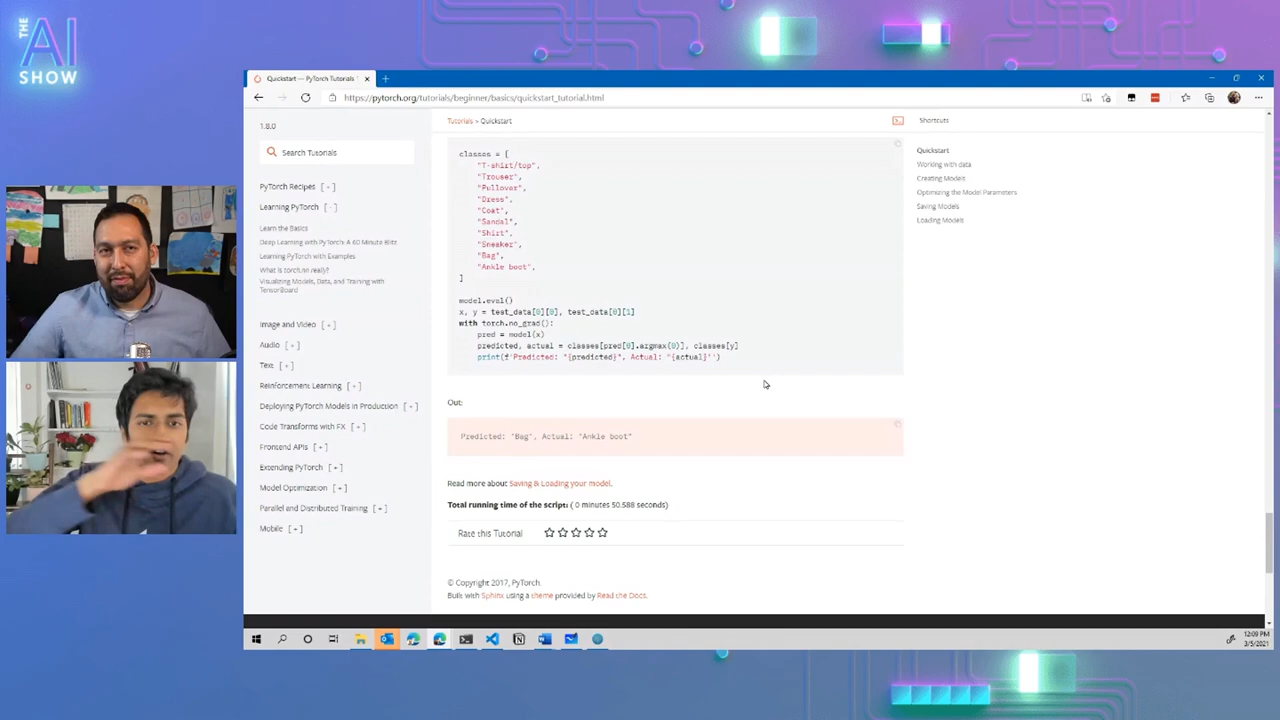 THE
AI
SHOW
Quickstart — PyTorch Tutorials
https://pytorch.org/tutorials/beginner/basics/quickstart_tutorial.html
1.8.0
Search Tutorials
PyTorch Recipes [ + ]
Learning PyTorch [ - ]
Learn the Basics
Deep Learning with PyTorch: A 60 Minute Blitz
Learning PyTorch with Examples
What is torch.nn really?
Visualizing Models, Data, and Training with
TensorBoard
Image and Video [ + ]
Audio [ + ]
Text [ + ]
Reinforcement Learning [ + ]
Deploying PyTorch Models in Production [ + ]
Code Transforms with FX [ + ]
Frontend APIs [ + ]
Extending PyTorch [ + ]
Model Optimization [ + ]
Parallel and Distributed Training [ + ]
Mobile [ + ]
Tutorials > Quickstart
classes = [
"T-shirt/top",
"Trouser",
"Pullover",
"Dress",
"Coat",
"Sandal",
"Shirt",
"Sneaker",
"Bag",
"Ankle boot",
]
model.eval()
x, y = test_data[0][0], test_data[0][1]
with torch.no_grad():
pred = model(x)
predicted, actual = classes[pred[0].argmax(0)], classes[y]
print(f'Predicted: "{predicted}", Actual: "{actual}"')
Out:
Predicted: "Bag", Actual: "Ankle boot"
Read more about Saving & Loading your model.
Total running time of the script: ( 0 minutes 50.588 seconds)
Rate this Tutorial
© Copyright 2017, PyTorch.
Built with Sphinx using a theme provided by Read the Docs.
Shortcuts
Quickstart
Working with data
Creating Models
Optimizing the Model Parameters
Saving Models
Loading Models
12:09 PM
3/5/2021